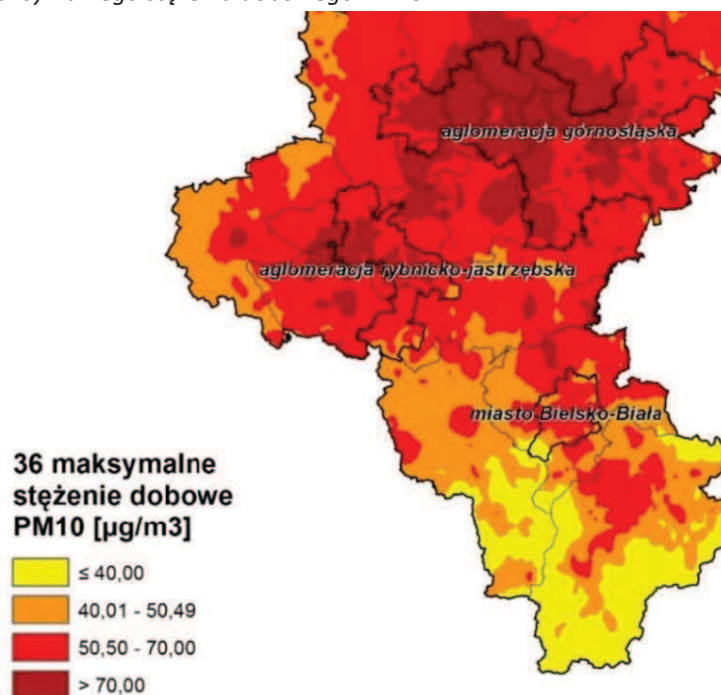 aglomeracja górnośląska
aglomeracja rybnicko-jastrzębska
miasto Bielsko-Biała
36 maksymalne
stężenie dobowe
PM10 [µg/m3]
≤ 40,00
40,01 - 50,49
50,50 - 70,00
> 70,00